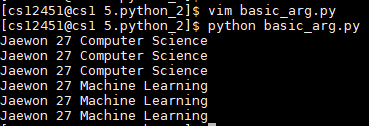 [cs12451@cs1 5.python_2]$ vim basic_arg.py
[cs12451@cs1 5.python_2]$ python basic_arg.py
Jaewon 27 Computer Science
Jaewon 27 Computer Science
Jaewon 27 Computer Science
Jaewon 27 Machine Learning
Jaewon 27 Machine Learning
Jaewon 27 Machine Learning